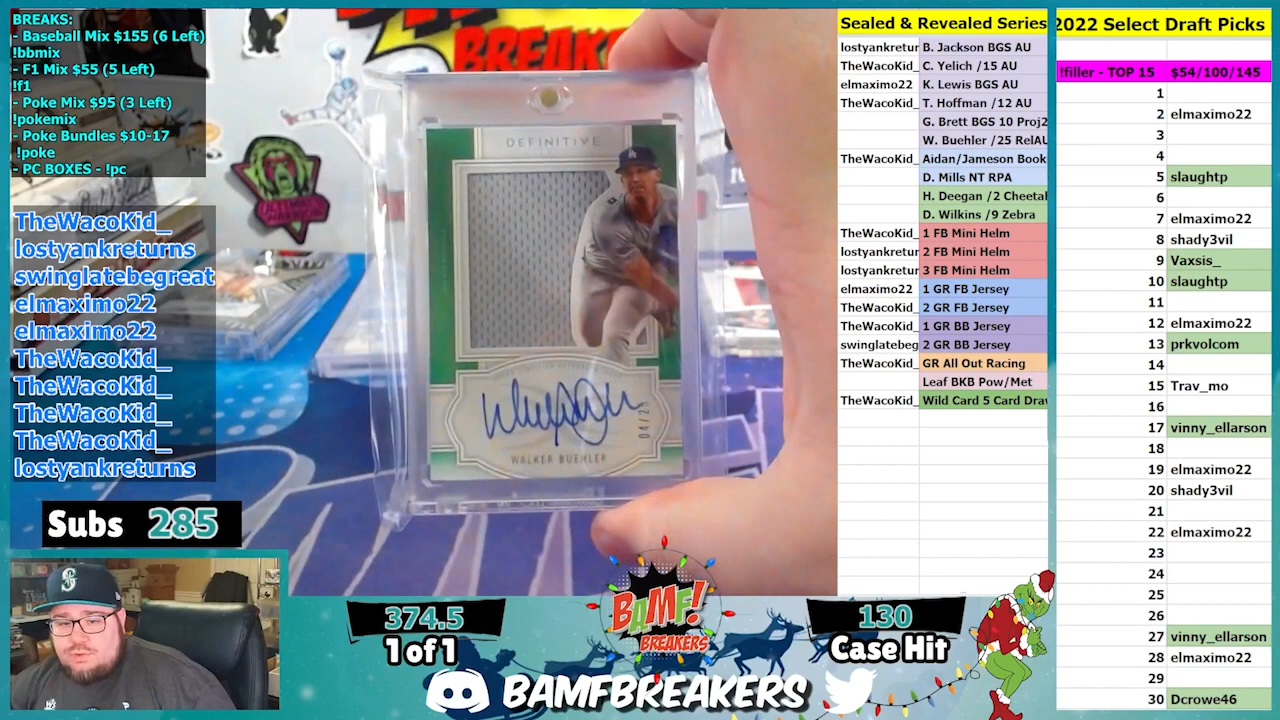 BREAKS:
- Baseball Mix $155 (6 Left)
!bbmix
- F1 Mix $55 (5 Left)
!f1
- Poke Mix $95 (3 Left)
!pokemix
- Poke Bundles $10-17
!poke
- PC BOXES - !pc
TheWacoKid_
lostyankreturns
swinglatebegreat
elmaximo22
elmaximo22
TheWacoKid_
TheWacoKid_
TheWacoKid_
TheWacoKid_
lostyankreturns
Subs 285
BREAK
DEFINITIVE
WALKER BUEHLER
Sealed & Revealed Series
lostyankretur B. Jackson BGS AU
TheWacoKid_ C. Yelich /15 AU
elmaximo22 K. Lewis BGS AU
TheWacoKid_ T. Hoffman /12 AU
G. Brett BGS 10 Proj2
W. Buehler /25 RelAU
TheWacoKid_ Aidan/Jameson Book
D. Mills NT RPA
H. Deegan /2 Cheetal
D. Wilkins /9 Zebra
TheWacoKid_ 1 FB Mini Helm
lostyankretur 2 FB Mini Helm
lostyankretur 3 FB Mini Helm
elmaximo22 1 GR FB Jersey
TheWacoKid_ 2 GR FB Jersey
TheWacoKid_ 1 GR BB Jersey
swinglatebeg 2 GR BB Jersey
TheWacoKid_ GR All Out Racing
Leaf BKB Pow/Met
TheWacoKid_ Wild Card 5 Card Draw
2022 Select Draft Picks
!filler - TOP 15 $54/100/145
1
2 elmaximo22
3
4
5 slaughtp
6
7 elmaximo22
8 shady3vil
9 Vaxsis_
10 slaughtp
11
12 elmaximo22
13 prkvolcom
14
15 Trav_mo
16
17 vinny_ellarson
18
19 elmaximo22
20 shady3vil
21
22 elmaximo22
23
24
25
26
27 vinny_ellarson
28 elmaximo22
29
30 Dcrowe46
374.5
1 of 1
BAMF!
BREAKERS
130
Case Hit
BAMFBREAKERS